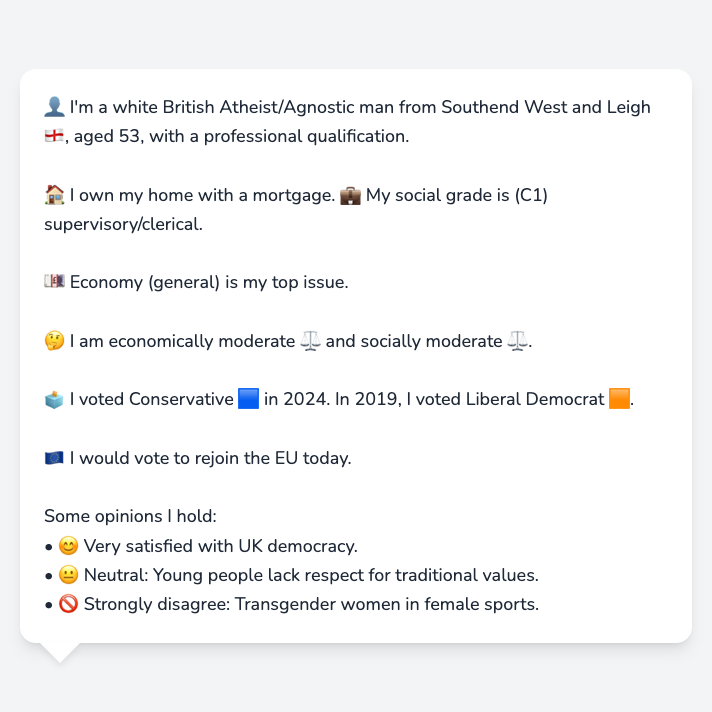 👤 I'm a white British Atheist/Agnostic man from Southend West and Leigh
🏴󠁧󠁢󠁥󠁮󠁧󠁿, aged 53, with a professional qualification.
🏠 I own my home with a mortgage. 💼 My social grade is (C1)
supervisory/clerical.
💷 Economy (general) is my top issue.
🤔 I am economically moderate ⚖️ and socially moderate ⚖️.
🗳️ I voted Conservative 🟦 in 2024. In 2019, I voted Liberal Democrat 🟧.
🇪🇺 I would vote to rejoin the EU today.
Some opinions I hold:
• 😊 Very satisfied with UK democracy.
• 😐 Neutral: Young people lack respect for traditional values.
• 🚫 Strongly disagree: Transgender women in female sports.